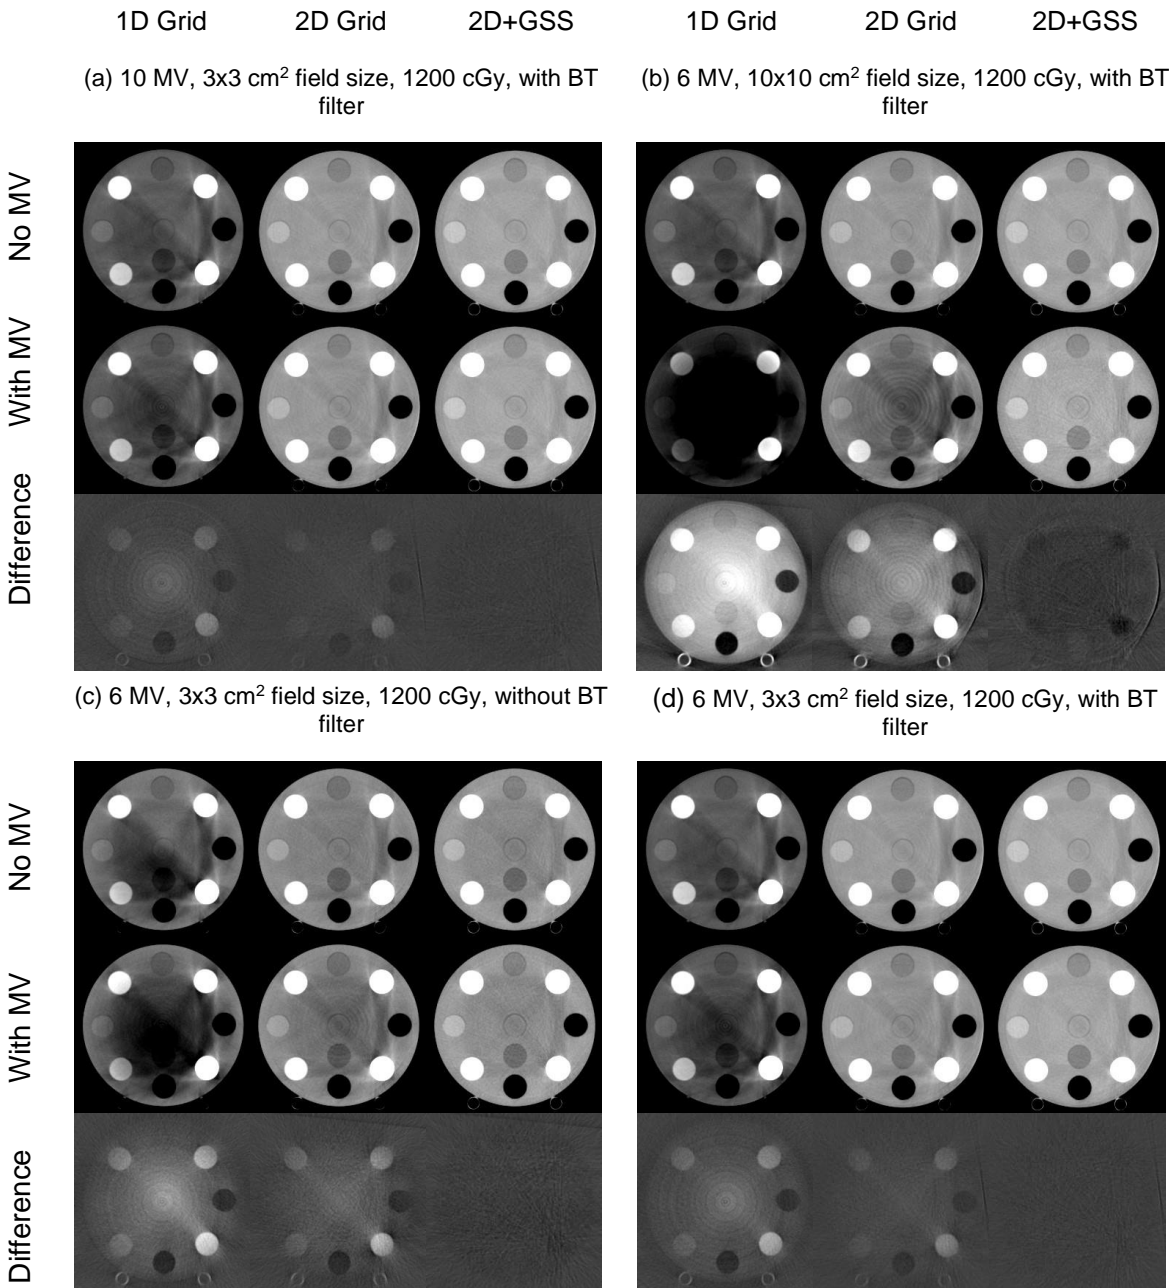 1D Grid 2D Grid 2D+GSS 1D Grid 2D Grid 2D+GSS
(a) 10 MV, 3x3 cm² field size, 1200 cGy, with BT
filter
(b) 6 MV, 10x10 cm² field size, 1200 cGy, with BT
filter
No MV
With MV
Difference
(c) 6 MV, 3x3 cm² field size, 1200 cGy, without BT
filter
(d) 6 MV, 3x3 cm² field size, 1200 cGy, with BT
filter
No MV
With MV
Difference